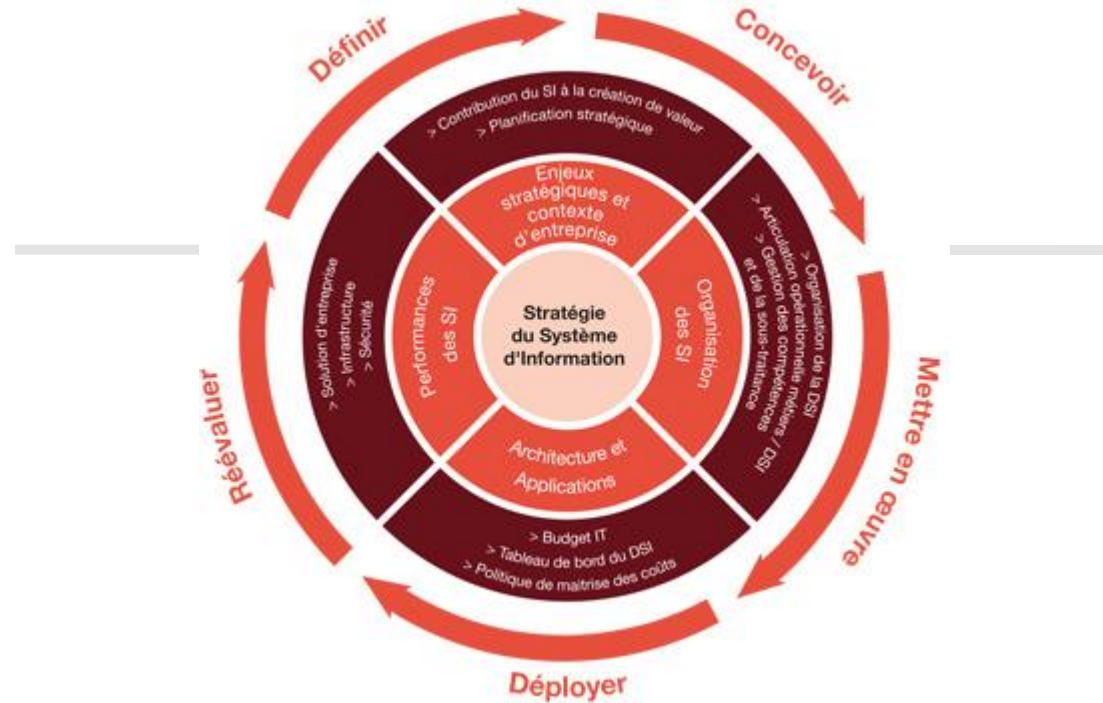 Définir
Concevoir
Mettre en œuvre
Déployer
Réévaluer
> Contribution du SI à la création de valeur
> Planification stratégique
Enjeux
stratégiques et
contexte
d'entreprise
> Organisation de la DSI
> Articulation opérationnelle métiers / DSI
> Gestion des compétences
et de la sous-traitance
Organisation
des SI
Architecture et
Applications
> Budget IT
> Tableau de bord du DSI
> Politique de maitrise des coûts
> Solution d'entreprise
> Infrastructure
> Sécurité
Performances
des SI
Stratégie
du Système
d'Information